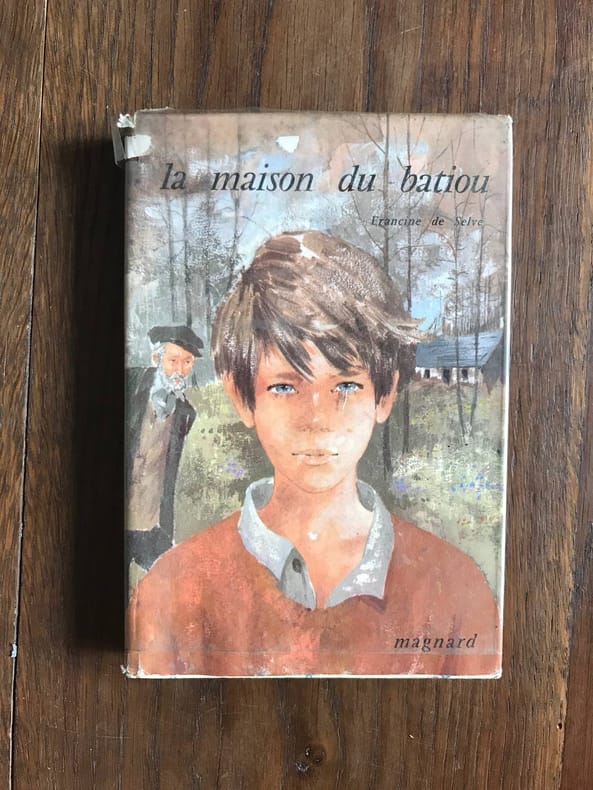 la maison du batiou
Francine de Selve
magnard